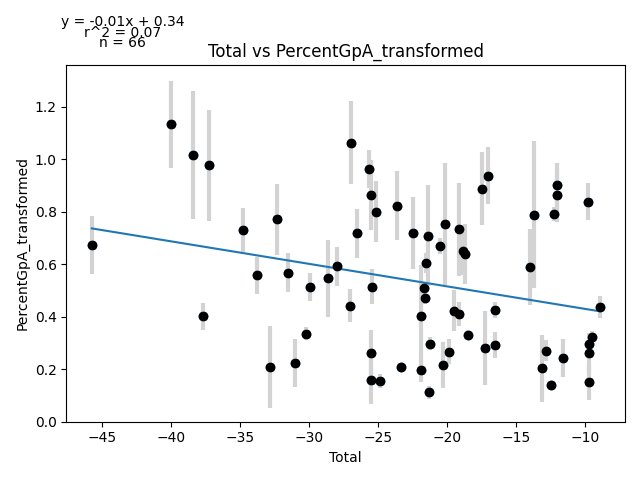 y = -0.01x + 0.34
r^2 = 0.07
n = 66
Total vs PercentGpA_transformed
PercentGpA_transformed
1.2
1.0
0.8
0.6
0.4
0.2
0.0
−45 −40 −35 −30 −25 −20 −15 −10
Total